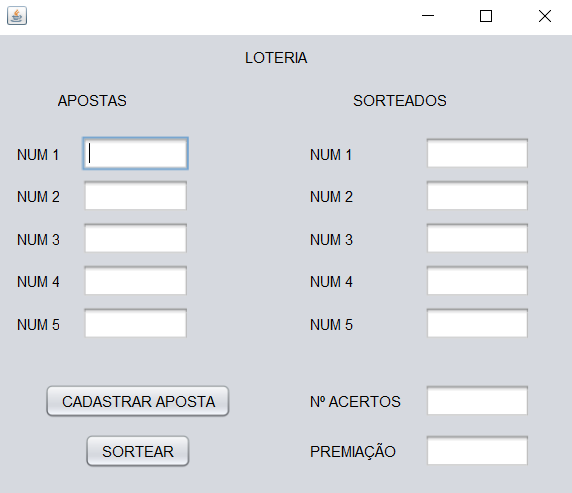 LOTERIA
APOSTAS SORTEADOS
NUM 1 NUM 1
NUM 2 NUM 2
NUM 3 NUM 3
NUM 4 NUM 4
NUM 5 NUM 5
CADASTRAR APOSTA Nº ACERTOS
SORTEAR PREMIAÇÃO